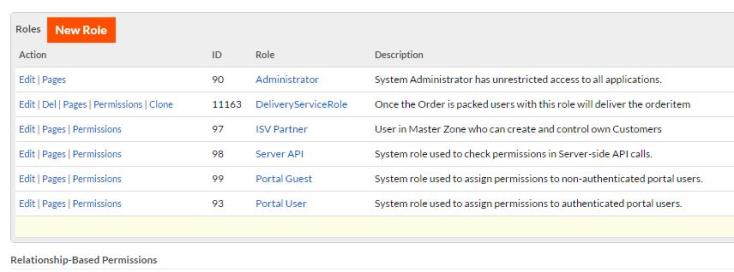 Roles New Role
Action ID Role Description
Edit | Pages 90 Administrator System Administrator has unrestricted access to all applications.
Edit | Del | Pages | Permissions | Clone 11163 DeliveryServiceRole Once the Order is packed users with this role will deliver the orderitem
Edit | Pages | Permissions 97 ISV Partner User in Master Zone who can create and control own Customers
Edit | Pages | Permissions 98 Server API System role used to check permissions in Server-side API calls.
Edit | Pages | Permissions 99 Portal Guest System role used to assign permissions to non-authenticated portal users.
Edit | Pages | Permissions 93 Portal User System role used to assign permissions to authenticated portal users.
Relationship-Based Permissions